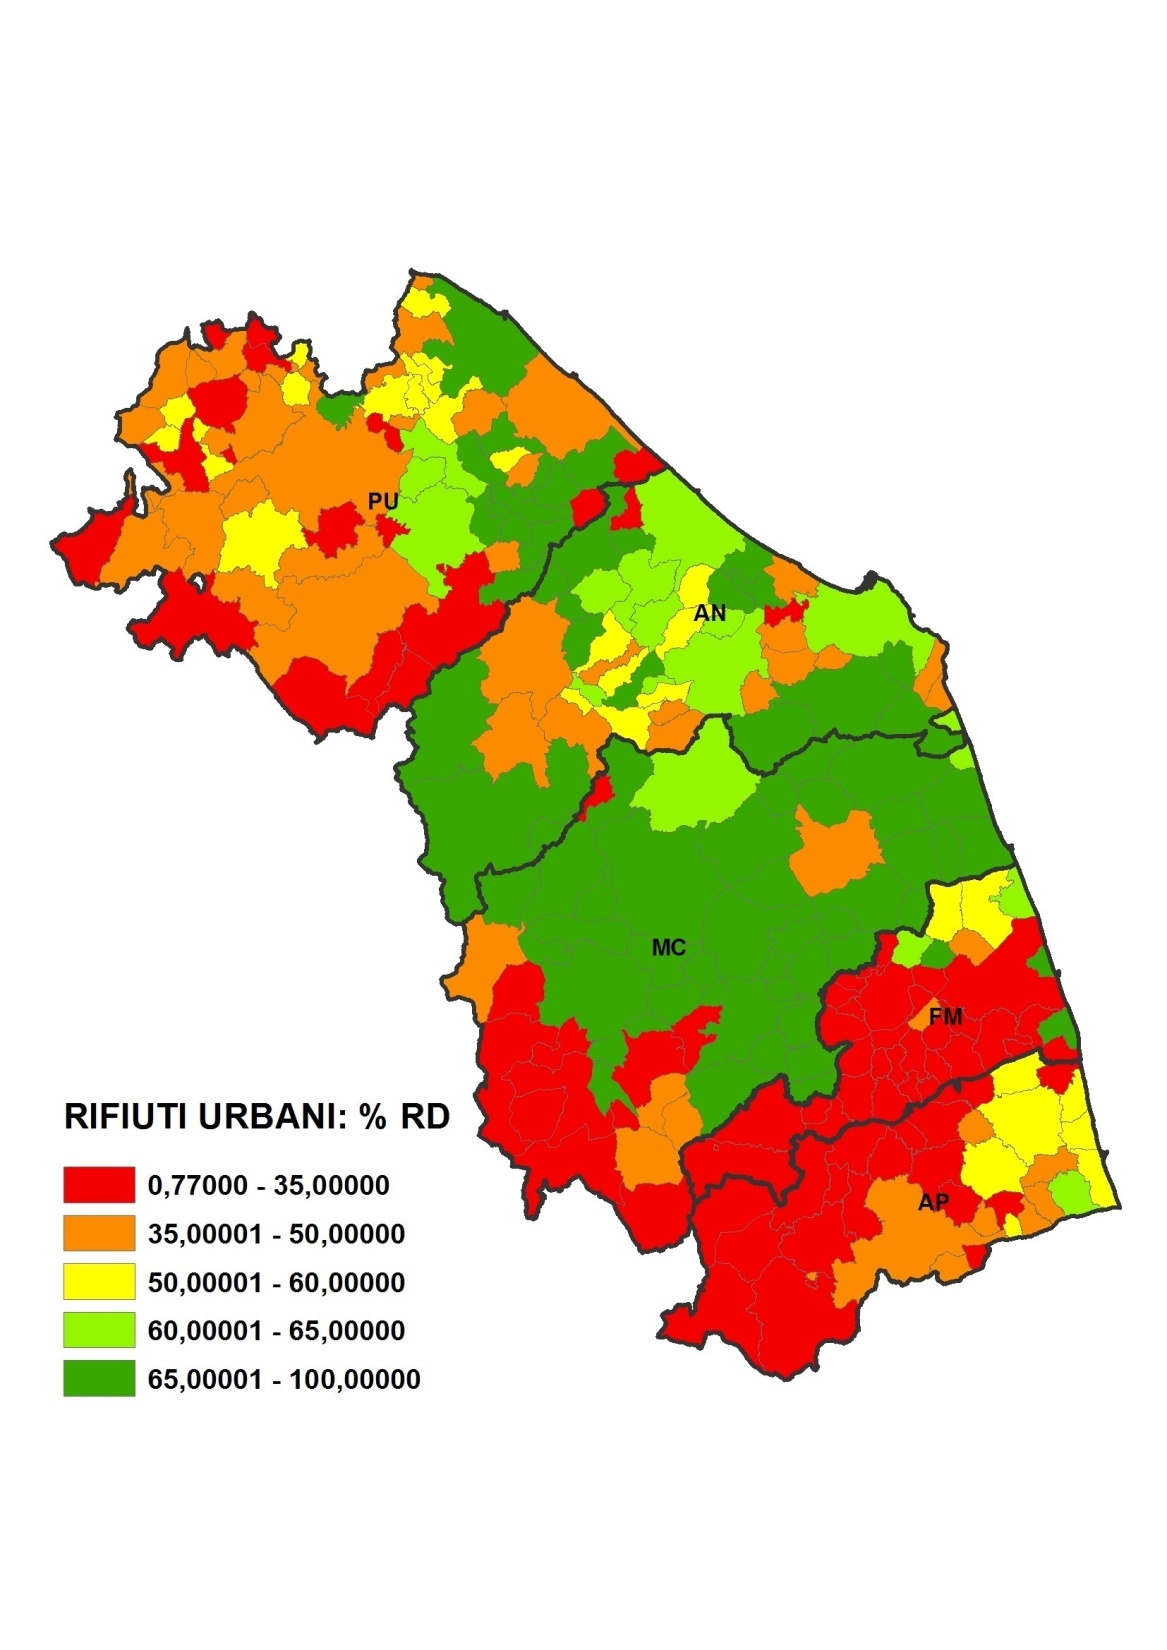 PU
AN
MC
FM
AP
RIFIUTI URBANI: % RD
0,77000 - 35,00000
35,00001 - 50,00000
50,00001 - 60,00000
60,00001 - 65,00000
65,00001 - 100,00000